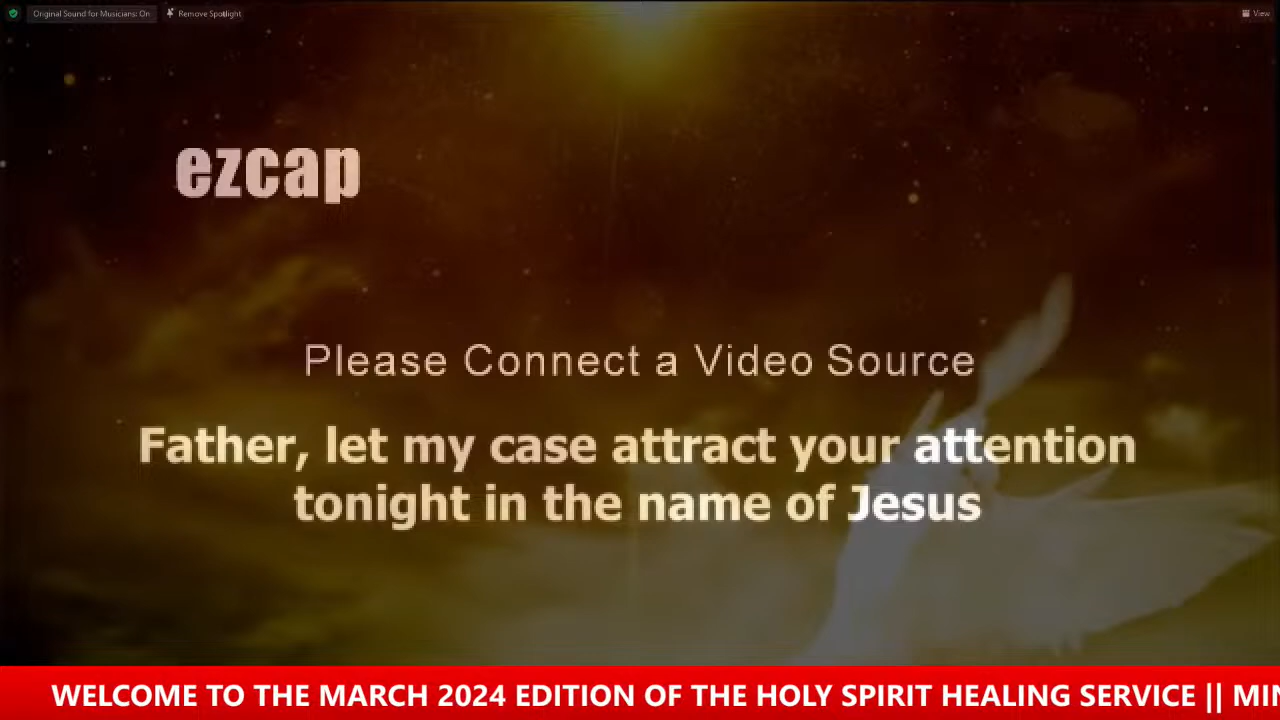 Original Sound for Musicians: On
Remove Spotlight
View
ezcap
Please Connect a Video Source
Father, let my case attract your attention
tonight in the name of Jesus
WELCOME TO THE MARCH 2024 EDITION OF THE HOLY SPIRIT HEALING SERVICE || MIN